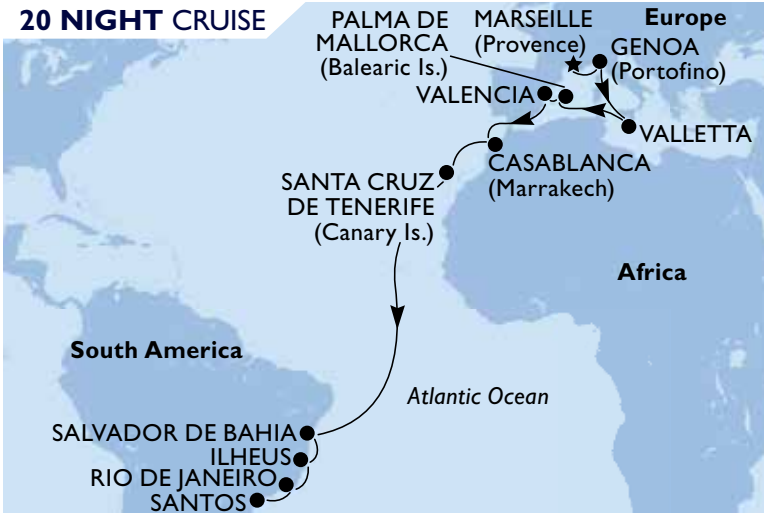 20 NIGHT CRUISE
PALMA DE
MALLORCA
(Balearic Is.)
MARSEILLE
(Provence)
Europe
GENOA
(Portofino)
VALENCIA
VALLETTA
CASABLANCA
(Marrakech)
SANTA CRUZ
DE TENERIFE
(Canary Is.)
Africa
South America
Atlantic Ocean
SALVADOR DE BAHIA
ILHEUS
RIO DE JANEIRO
SANTOS